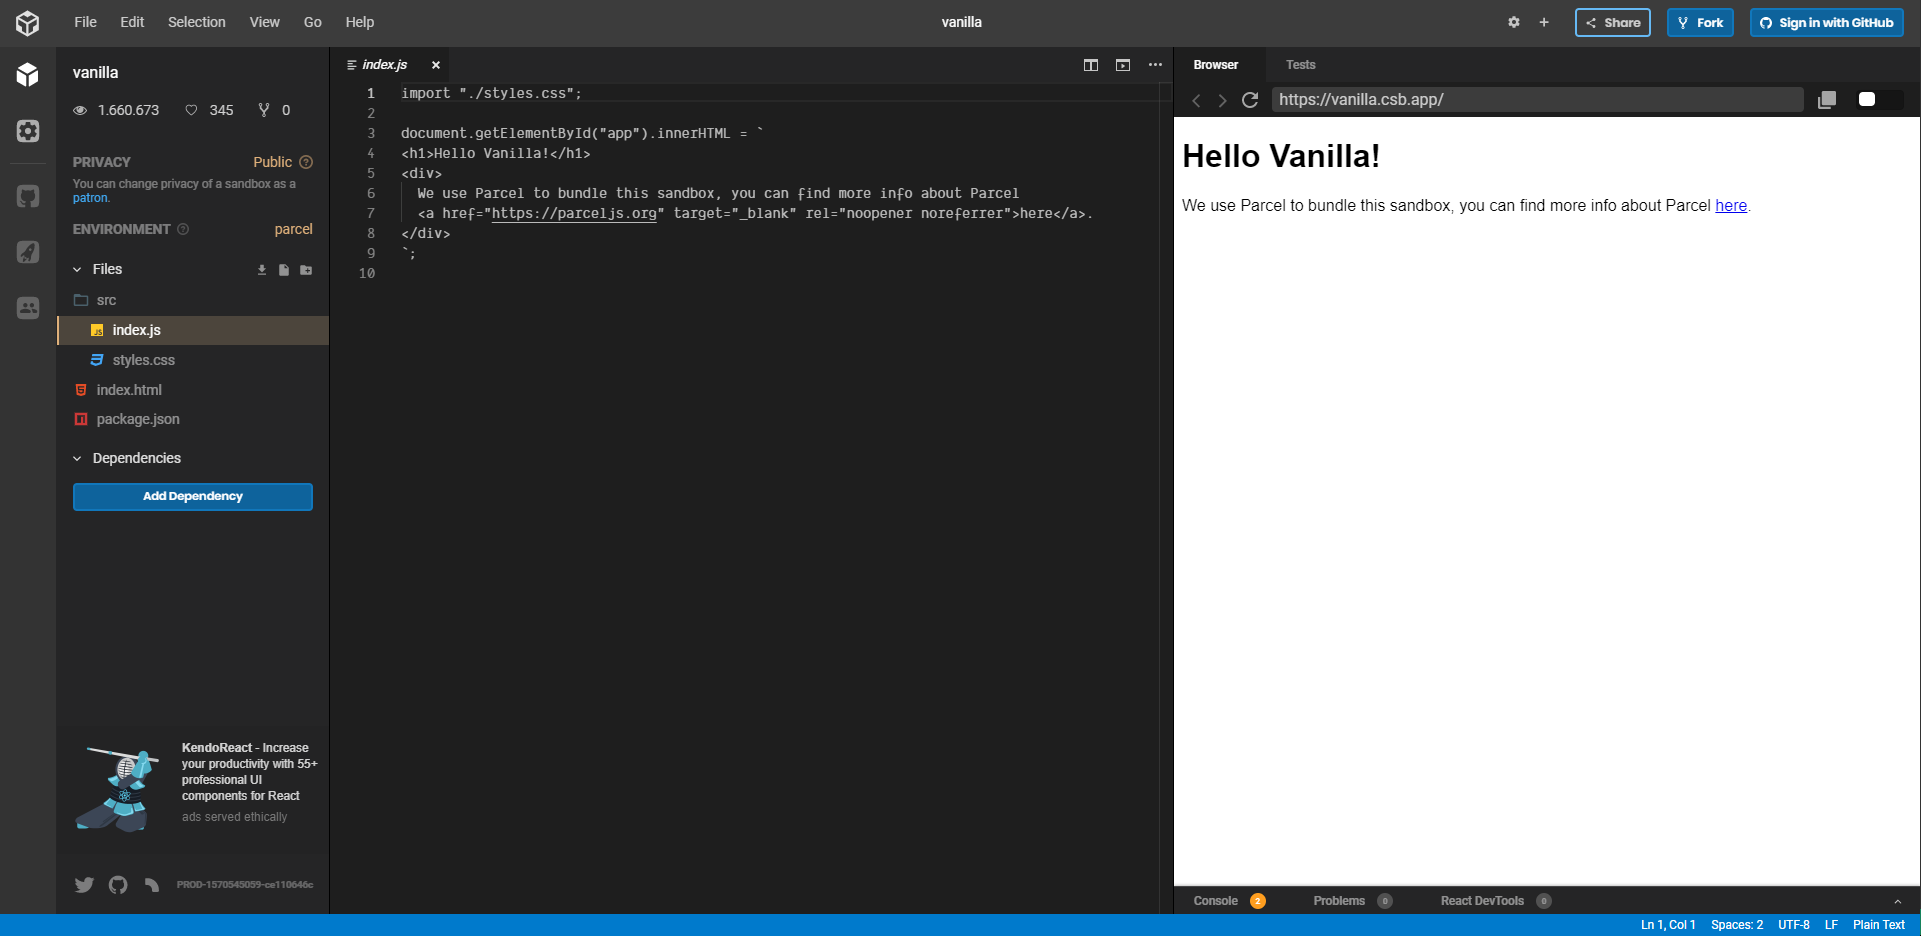 File Edit Selection View Go Help
vanilla
Share
Fork
Sign in with GitHub
vanilla
1.660.673 345 0
PRIVACY Public
You can change privacy of a sandbox as a
patron.
ENVIRONMENT parcel
Files
src
index.js
styles.css
index.html
package.json
Dependencies
Add Dependency
KendoReact - Increase
your productivity with 55+
professional UI
components for React
ads served ethically
PROD-1570545059-ce110646c
index.js
1 import "./styles.css";
2
3 document.getElementById("app").innerHTML = `
4 <h1>Hello Vanilla!</h1>
5 <div>
6 We use Parcel to bundle this sandbox, you can find more info about Parcel
7 <a href="https://parceljs.org" target="_blank" rel="noopener noreferrer">here</a>.
8 </div>
9 `;
10
Browser Tests
https://vanilla.csb.app/
Hello Vanilla!
We use Parcel to bundle this sandbox, you can find more info about Parcel here.
Console 2 Problems 0 React DevTools 0
Ln 1, Col 1 Spaces: 2 UTF-8 LF Plain Text